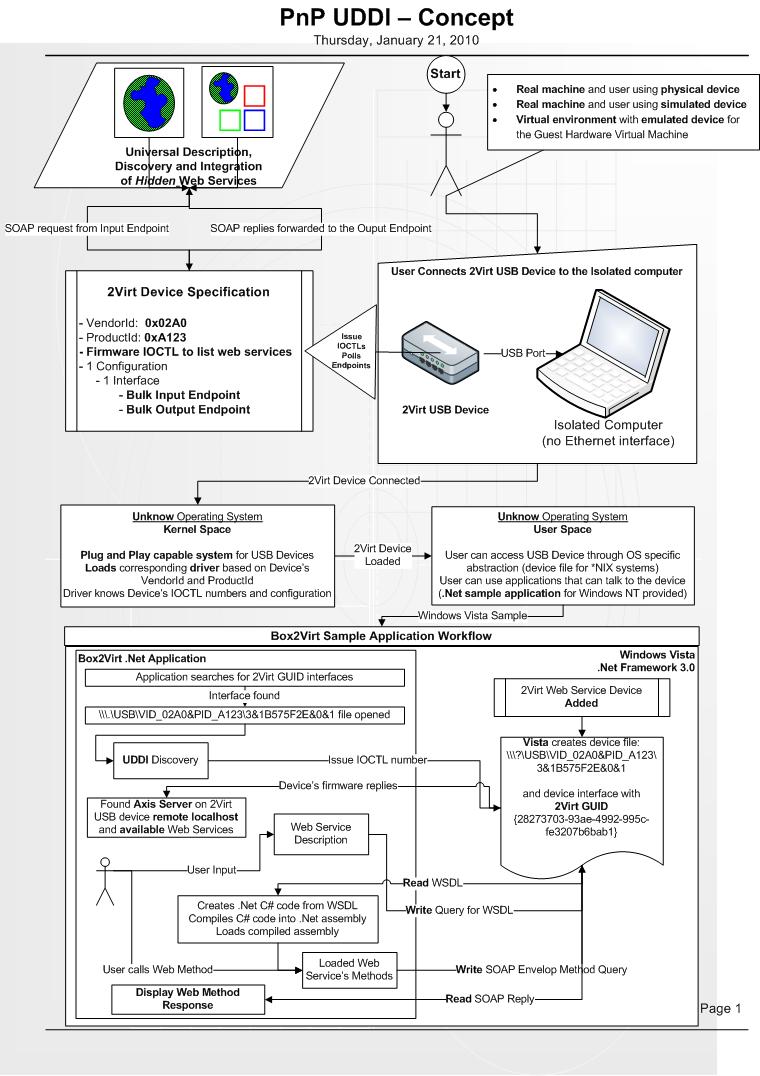 PnP UDDI – Concept
Thursday, January 21, 2010
Start
• Real machine and user using physical device
• Real machine and user using simulated device
• Virtual environment with emulated device for
the Guest Hardware Virtual Machine
Universal Description,
Discovery and Integration
of Hidden Web Services
SOAP request from Input Endpoint
SOAP replies forwarded to the Ouput Endpoint
2Virt Device Specification
- VendorId: 0x02A0
- ProductId: 0xA123
- Firmware IOCTL to list web services
- 1 Configuration
- 1 Interface
- Bulk Input Endpoint
- Bulk Output Endpoint
Issue
IOCTLs
Polls
Endpoints
User Connects 2Virt USB Device to the Isolated computer
USB Port
2Virt USB Device
Isolated Computer
(no Ethernet interface)
2Virt Device Connected
Unknow Operating System
Kernel Space
Plug and Play capable system for USB Devices
Loads corresponding driver based on Device's
VendorId and ProductId
Driver knows Device's IOCTL numbers and configuration
2Virt Device
Loaded
Unknow Operating System
User Space
User can access USB Device through OS specific
abstraction (device file for *NIX systems)
User can use applications that can talk to the device
(.Net sample application for Windows NT provided)
Windows Vista Sample
Box2Virt Sample Application Workflow
Box2Virt .Net Application
Windows Vista
.Net Framework 3.0
Application searches for 2Virt GUID interfaces
Interface found
\\\.\USB\VID_02A0&PID_A123\3&1B575F2E&0&1 file opened
2Virt Web Service Device
Added
UDDI Discovery
Issue IOCTL number
Vista creates device file:
\\\?\USB\VID_02A0&PID_A123\
3&1B575F2E&0&1
and device interface with
2Virt GUID
{28273703-93ae-4992-995c-
fe3207b6bab1}
Device's firmware replies
Found Axis Server on 2Virt
USB device remote localhost
and available Web Services
Web Service
Description
User Input
Read WSDL
Creates .Net C# code from WSDL
Compiles C# code into .Net assembly
Loads compiled assembly
Write Query for WSDL
User calls Web Method
Loaded Web
Service's Methods
Write SOAP Envelop Method Query
Display Web Method
Response
Read SOAP Reply
Page 1